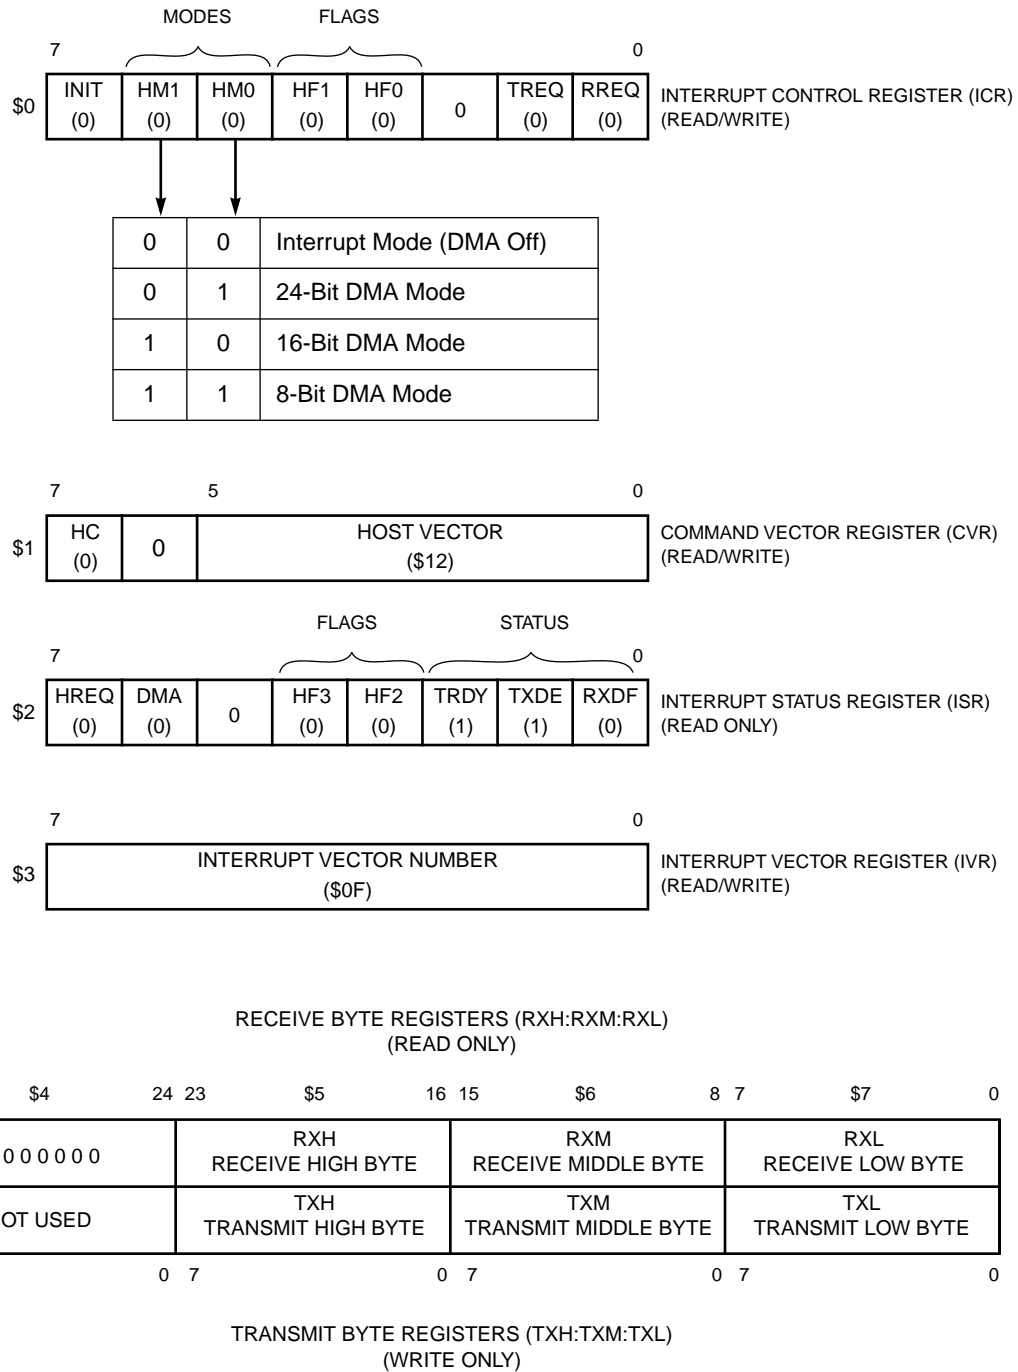 MODES FLAGS
7 0
$0 INIT HM1 HM0 HF1 HF0 0 TREQ RREQ INTERRUPT CONTROL REGISTER (ICR)
(0) (0) (0) (0) (0) (0) (0) (READ/WRITE)
0 0 Interrupt Mode (DMA Off)
0 1 24-Bit DMA Mode
1 0 16-Bit DMA Mode
1 1 8-Bit DMA Mode
7 5 0
$1 HC 0 HOST VECTOR COMMAND VECTOR REGISTER (CVR)
(0) ($12) (READ/WRITE)
FLAGS STATUS
7 0
$2 HREQ DMA 0 HF3 HF2 TRDY TXDE RXDF INTERRUPT STATUS REGISTER (ISR)
(0) (0) (0) (0) (1) (1) (0) (READ ONLY)
7 0
$3 INTERRUPT VECTOR NUMBER INTERRUPT VECTOR REGISTER (IVR)
($0F) (READ/WRITE)
RECEIVE BYTE REGISTERS (RXH:RXM:RXL)
(READ ONLY)
$4 24 23 $5 16 15 $6 8 7 $7 0
0 0 0 0 0 0 RXH RXM RXL
RECEIVE HIGH BYTE RECEIVE MIDDLE BYTE RECEIVE LOW BYTE
OT USED TXH TXM TXL
TRANSMIT HIGH BYTE TRANSMIT MIDDLE BYTE TRANSMIT LOW BYTE
0 7 0 7 0 7 0
TRANSMIT BYTE REGISTERS (TXH:TXM:TXL)
(WRITE ONLY)